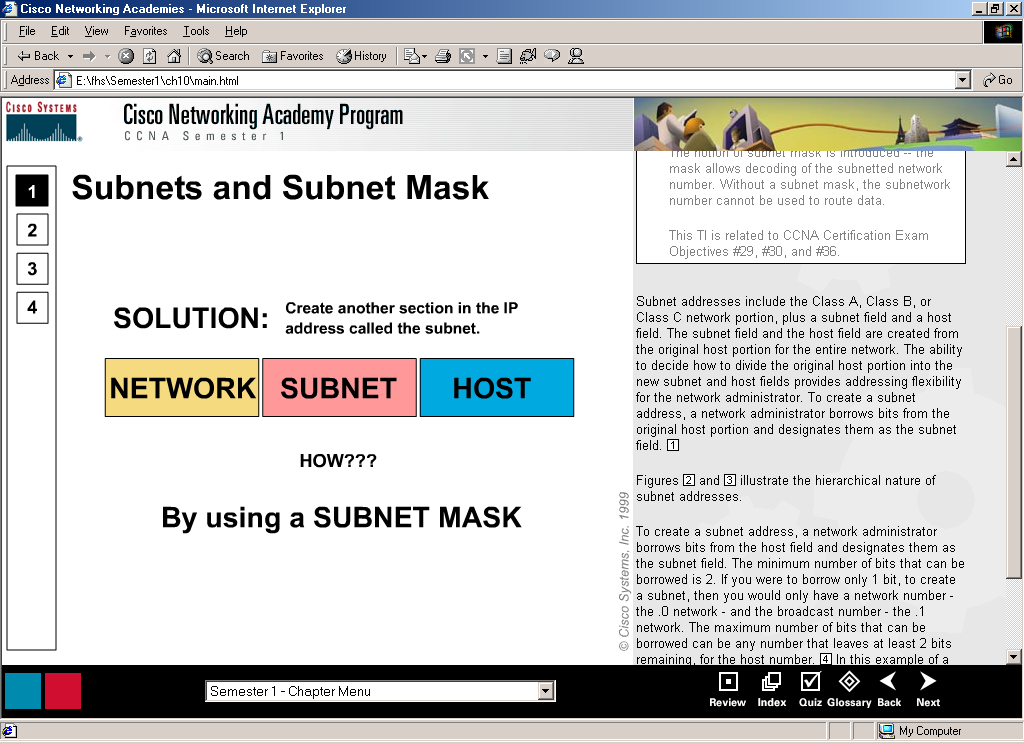 Cisco Networking Academies - Microsoft Internet Explorer
File Edit View Favorites Tools Help
Back Search Favorites History
Address E:\fhs\Semester1\ch10\main.html Go
CISCO SYSTEMS
Cisco Networking Academy Program
CCNA Semester 1
1
2
3
4
Subnets and Subnet Mask
SOLUTION:
Create another section in the IP
address called the subnet.
NETWORK SUBNET HOST
HOW???
By using a SUBNET MASK
© Cisco Systems, Inc. 1999
The notion of subnet mask is introduced -- the
mask allows decoding of the subnetted network
number. Without a subnet mask, the subnetwork
number cannot be used to route data.
This TI is related to CCNA Certification Exam
Objectives #29, #30, and #36.
Subnet addresses include the Class A, Class B, or
Class C network portion, plus a subnet field and a host
field. The subnet field and the host field are created from
the original host portion for the entire network. The ability
to decide how to divide the original host portion into the
new subnet and host fields provides addressing flexibility
for the network administrator. To create a subnet
address, a network administrator borrows bits from the
original host portion and designates them as the subnet
field. 1
Figures 2 and 3 illustrate the hierarchical nature of
subnet addresses.
To create a subnet address, a network administrator
borrows bits from the host field and designates them as
the subnet field. The minimum number of bits that can be
borrowed is 2. If you were to borrow only 1 bit, to create
a subnet, then you would only have a network number -
the .0 network - and the broadcast number - the .1
network. The maximum number of bits that can be
borrowed can be any number that leaves at least 2 bits
remaining, for the host number. 4 In this example of a
Semester 1 - Chapter Menu
Review Index Quiz Glossary Back Next
My Computer